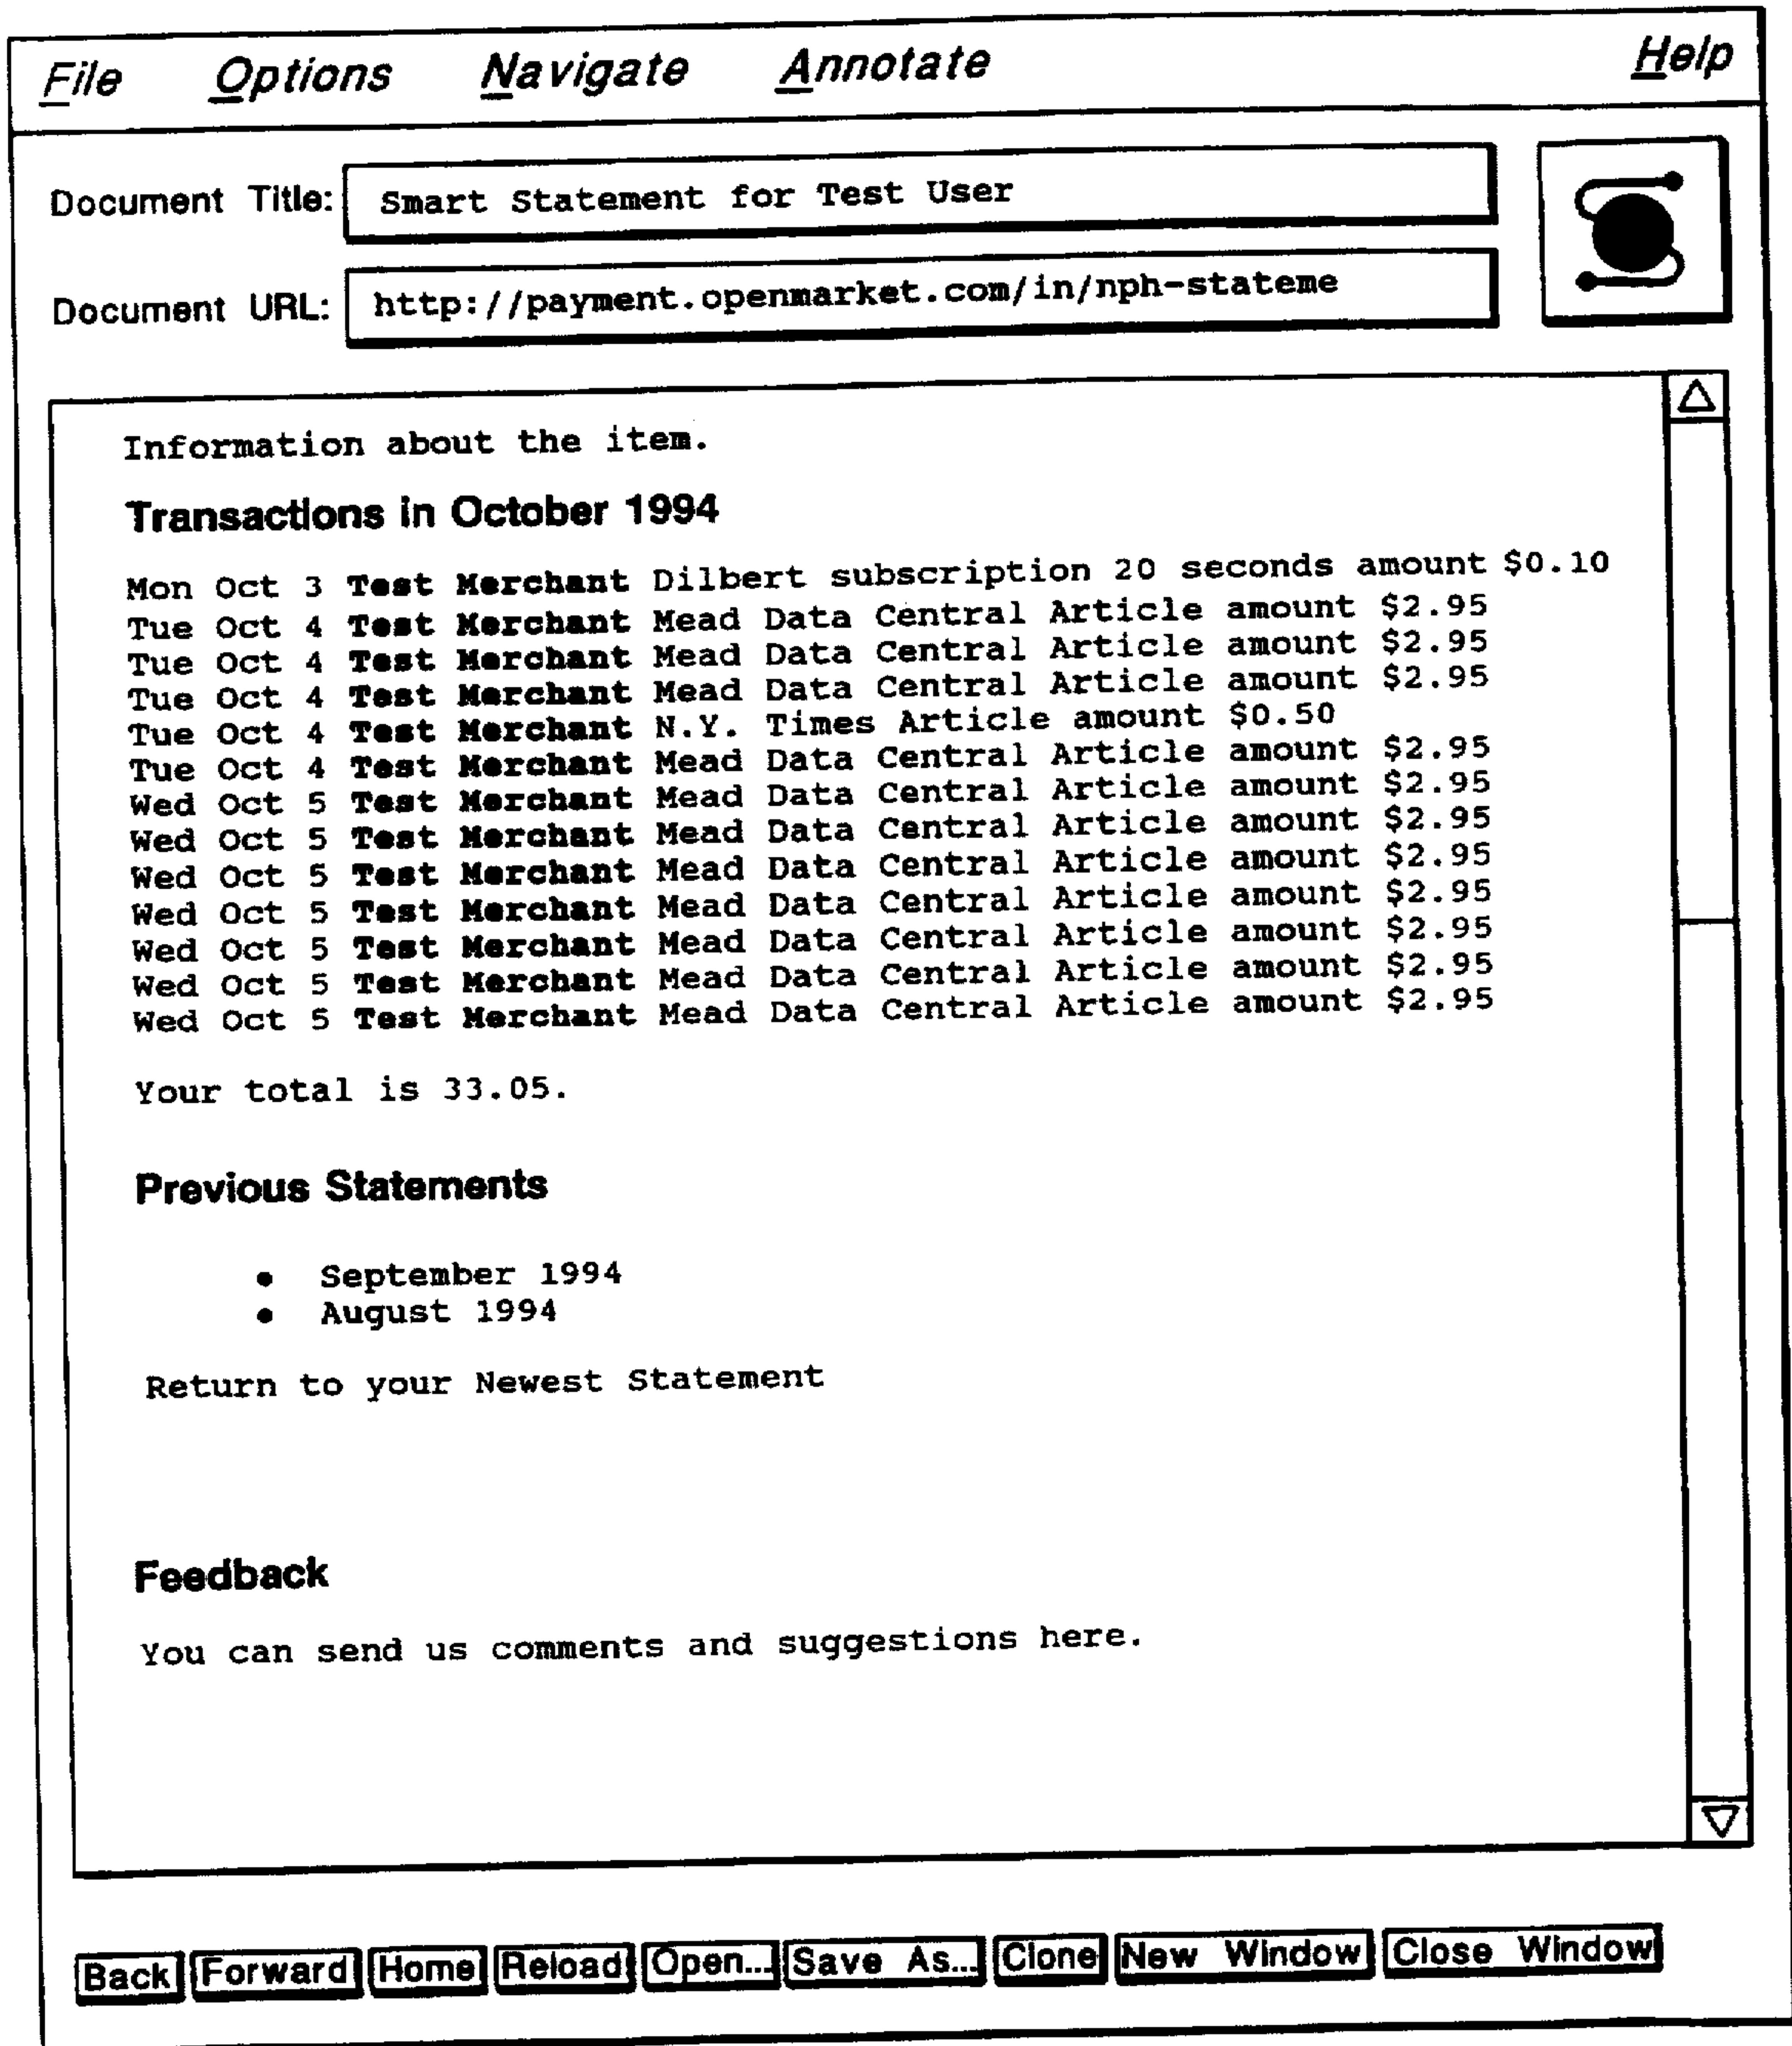 File Options Navigate Annotate Help
Document Title: Smart Statement for Test User
Document URL: http://payment.openmarket.com/in/nph-stateme
Information about the item.
Transactions in October 1994
Mon Oct 3 Test Merchant Dilbert subscription 20 seconds amount $0.10
Tue Oct 4 Test Merchant Mead Data Central Article amount $2.95
Tue Oct 4 Test Merchant Mead Data Central Article amount $2.95
Tue Oct 4 Test Merchant Mead Data Central Article amount $2.95
Tue Oct 4 Test Merchant N.Y. Times Article amount $0.50
Tue Oct 4 Test Merchant Mead Data Central Article amount $2.95
Wed Oct 5 Test Merchant Mead Data Central Article amount $2.95
Wed Oct 5 Test Merchant Mead Data Central Article amount $2.95
Wed Oct 5 Test Merchant Mead Data Central Article amount $2.95
Wed Oct 5 Test Merchant Mead Data Central Article amount $2.95
Wed Oct 5 Test Merchant Mead Data Central Article amount $2.95
Wed Oct 5 Test Merchant Mead Data Central Article amount $2.95
Wed Oct 5 Test Merchant Mead Data Central Article amount $2.95
Your total is 33.05.
Previous Statements
• September 1994
• August 1994
Return to your Newest Statement
Feedback
You can send us comments and suggestions here.
Back Forward Home Reload Open... Save As... Clone New Window Close Window